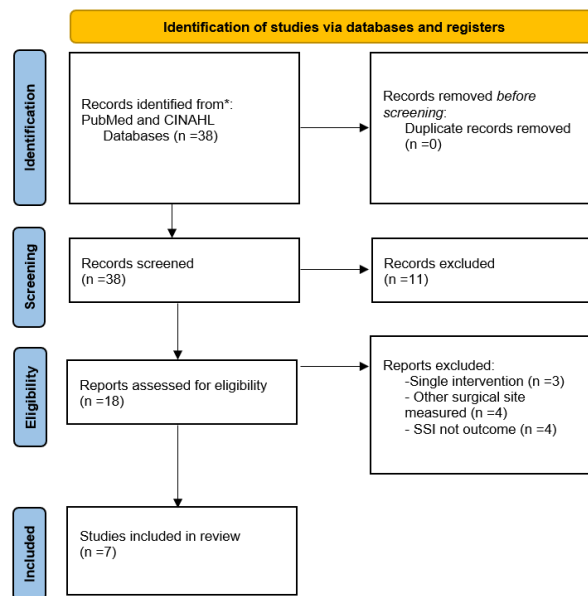 Identification of studies via databases and registers
Identification
Records identified from*:
PubMed and CINAHL
Databases (n =38)
Records removed before
screening:
Duplicate records removed
(n =0)
Screening
Records screened
(n =38)
Records excluded
(n =11)
Eligibility
Reports assessed for eligibility
(n =18)
Reports excluded:
-Single intervention (n =3)
- Other surgical site
measured (n =4)
- SSI not outcome (n =4)
Included
Studies included in review
(n =7)